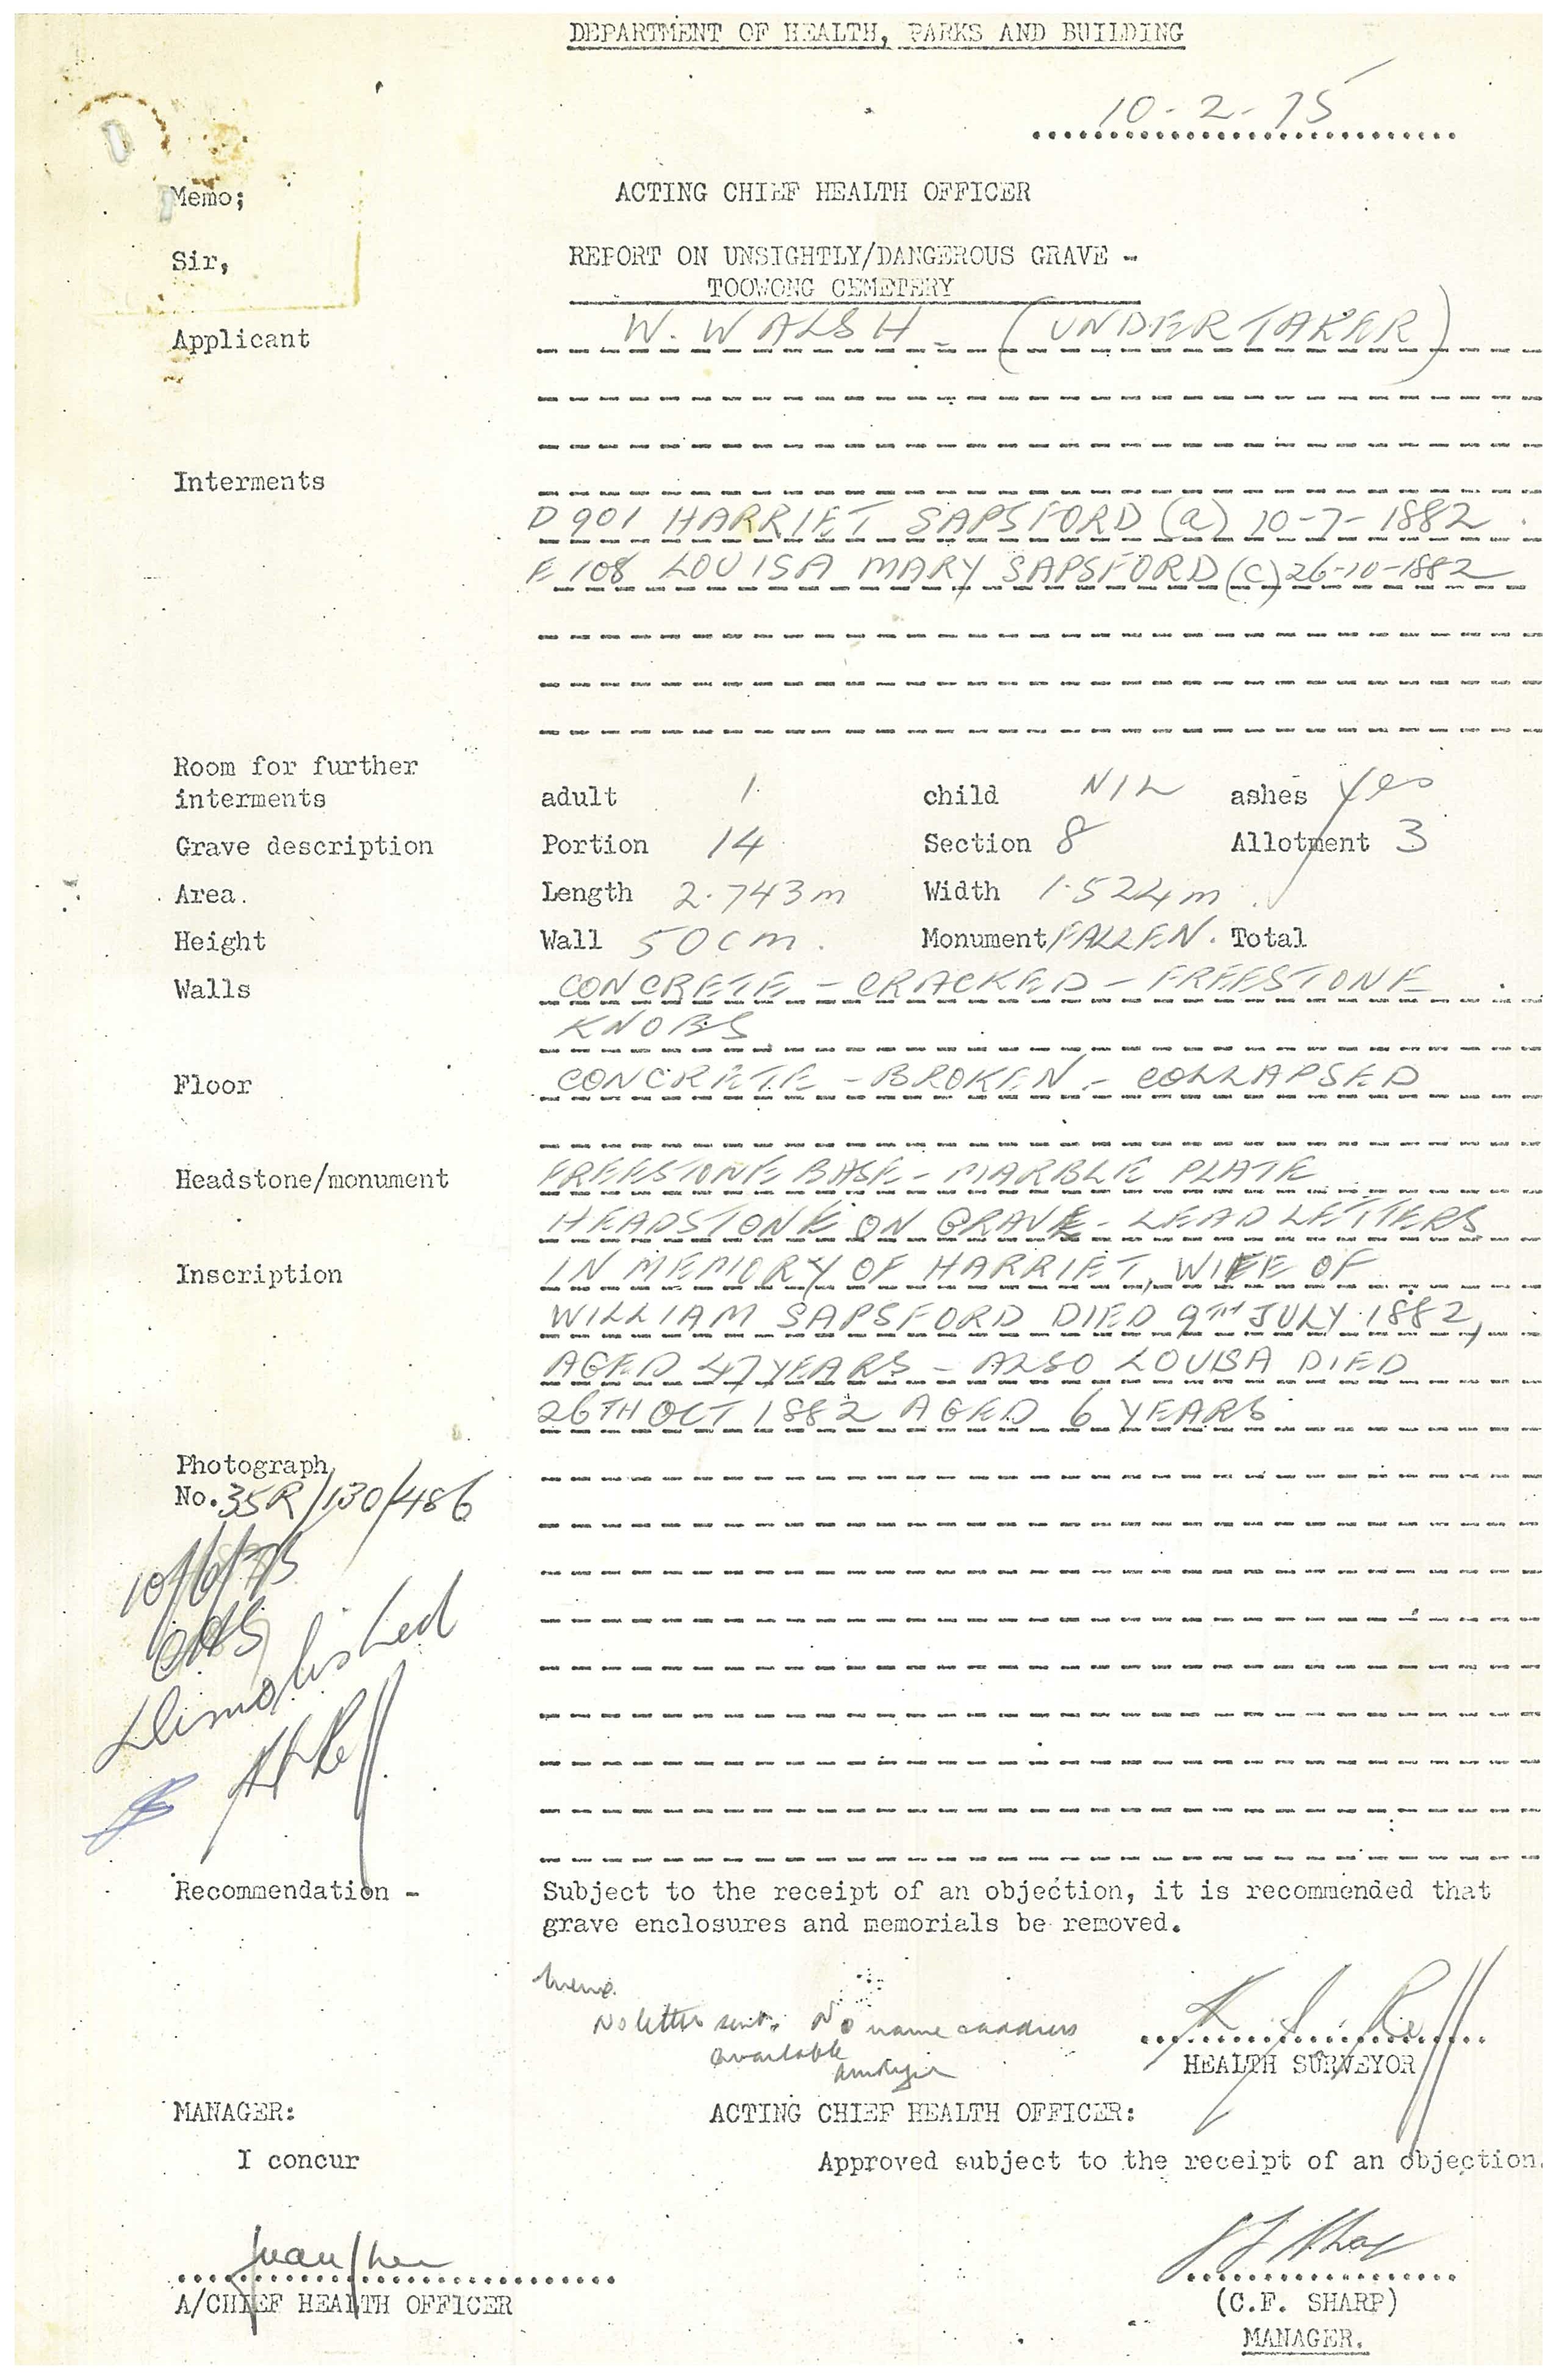 DEPARTMENT OF HEALTH, PARKS AND BUILDING
10-2-75
Memo; ACTING CHIEF HEALTH OFFICER
Sir, REPORT ON UNSIGHTLY/DANGEROUS GRAVE -
TOOWONG CEMETERY
Applicant W. WALSH - (UNDERTAKER)
Interments
D901 HARRIET SAPSFORD (a) 10-7-1882
E108 LOUISA MARY SAPSFORD (C) 26-10-1882
Room for further
interments adult 1 child NIL ashes yes
Grave description Portion 14 Section 8 Allotment 3
Area. Length 2.743m Width 1.524m
Height Wall 50cm. Monument FALLEN. Total
Walls CONCRETE - CRACKED - FREESTONE
KNOBS
Floor CONCRETE - BROKEN - COLLAPSED
Headstone/monument FREESTONE BASE - MARBLE PLATE
HEADSTONE ON GRAVE - LEAD LETTERS
Inscription IN MEMORY OF HARRIET, WIFE OF
WILLIAM SAPSFORD DIED 9TH JULY 1882,
AGED 47 YEARS - ALSO LOUISA DIED
26TH OCT 1882 AGED 6 YEARS
Photograph
No. 35R/130/486
10/6/75
Dimolished
Recommendation - Subject to the receipt of an objection, it is recommended that
grave enclosures and memorials be removed.
Memo.
No letter sent. No name & address
available
HEALTH SURVEYOR
MANAGER: ACTING CHIEF HEALTH OFFICER:
I concur Approved subject to the receipt of an objection.
A/CHIEF HEALTH OFFICER (C.F. SHARP)
MANAGER.